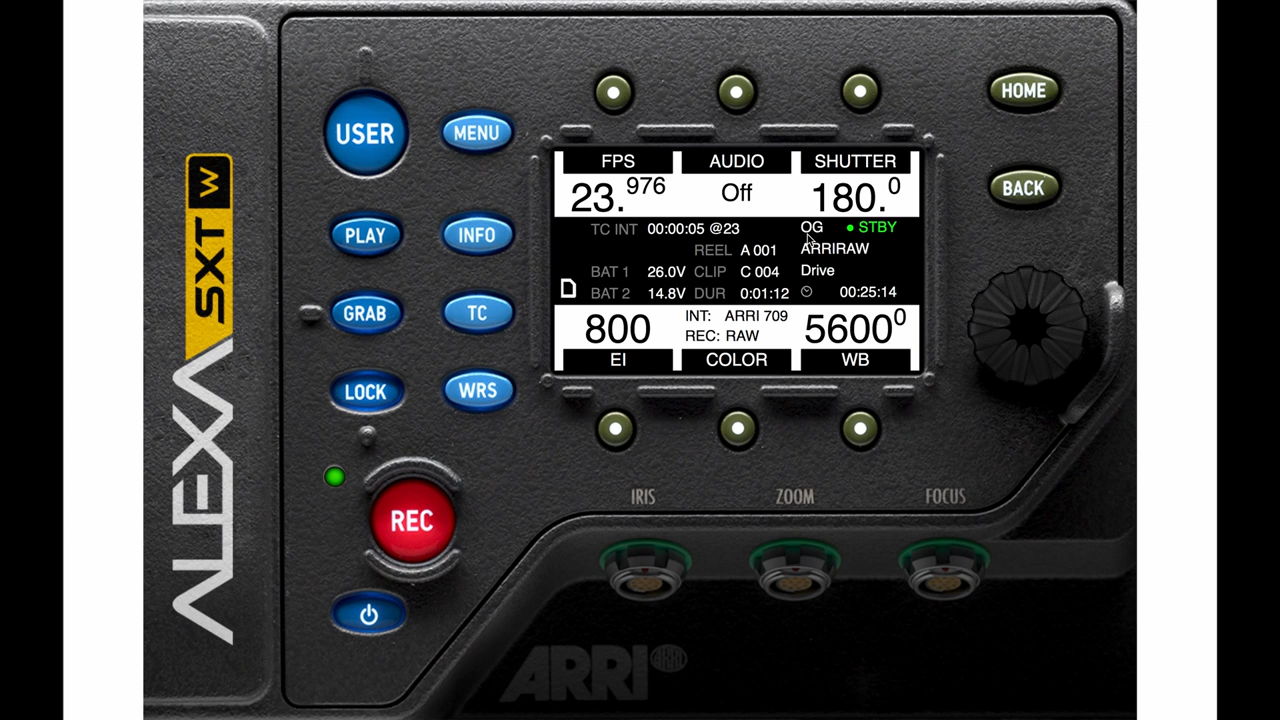 ALEXA SXT W
USER
MENU
PLAY
INFO
GRAB
TC
LOCK
WRS
REC
HOME
BACK
FPS AUDIO SHUTTER
23.976 Off 180.0
TC INT 00:00:05 @23 OG ● STBY
REEL A 001 ARRIRAW
BAT 1 26.0V CLIP C 004 Drive
BAT 2 14.8V DUR 0:01:12 00:25:14
800 INT: ARRI 709 5600⁰
REC: RAW
EI COLOR WB
IRIS ZOOM FOCUS
ARRI